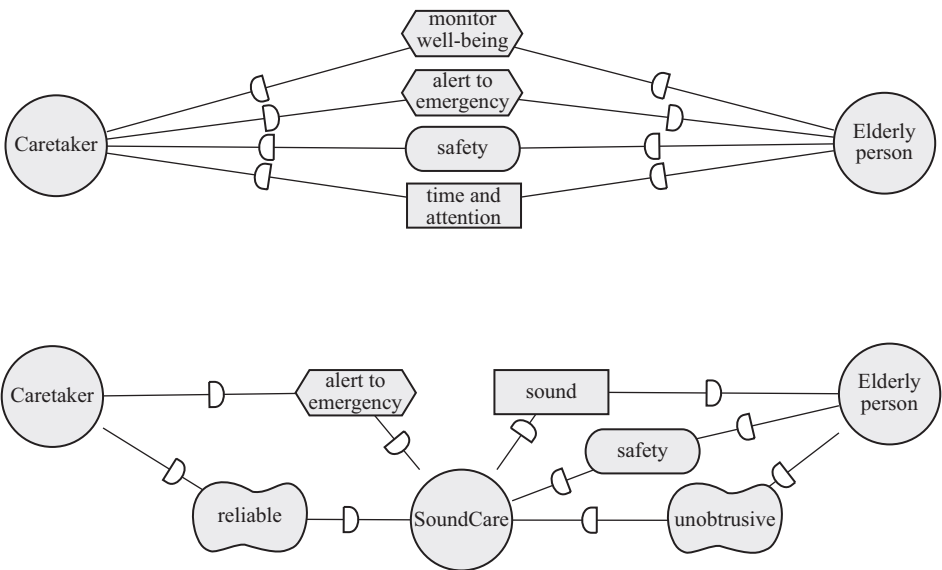 monitor
well-being
alert to
emergency
Caretaker
safety
Elderly
person
time and
attention
Caretaker
alert to
emergency
sound
Elderly
person
safety
reliable
SoundCare
unobtrusive